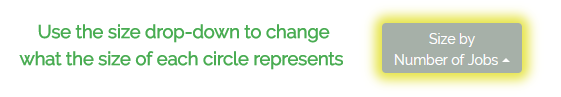 Use the size drop-down to change
what the size of each circle represents
Size by
Number of Jobs